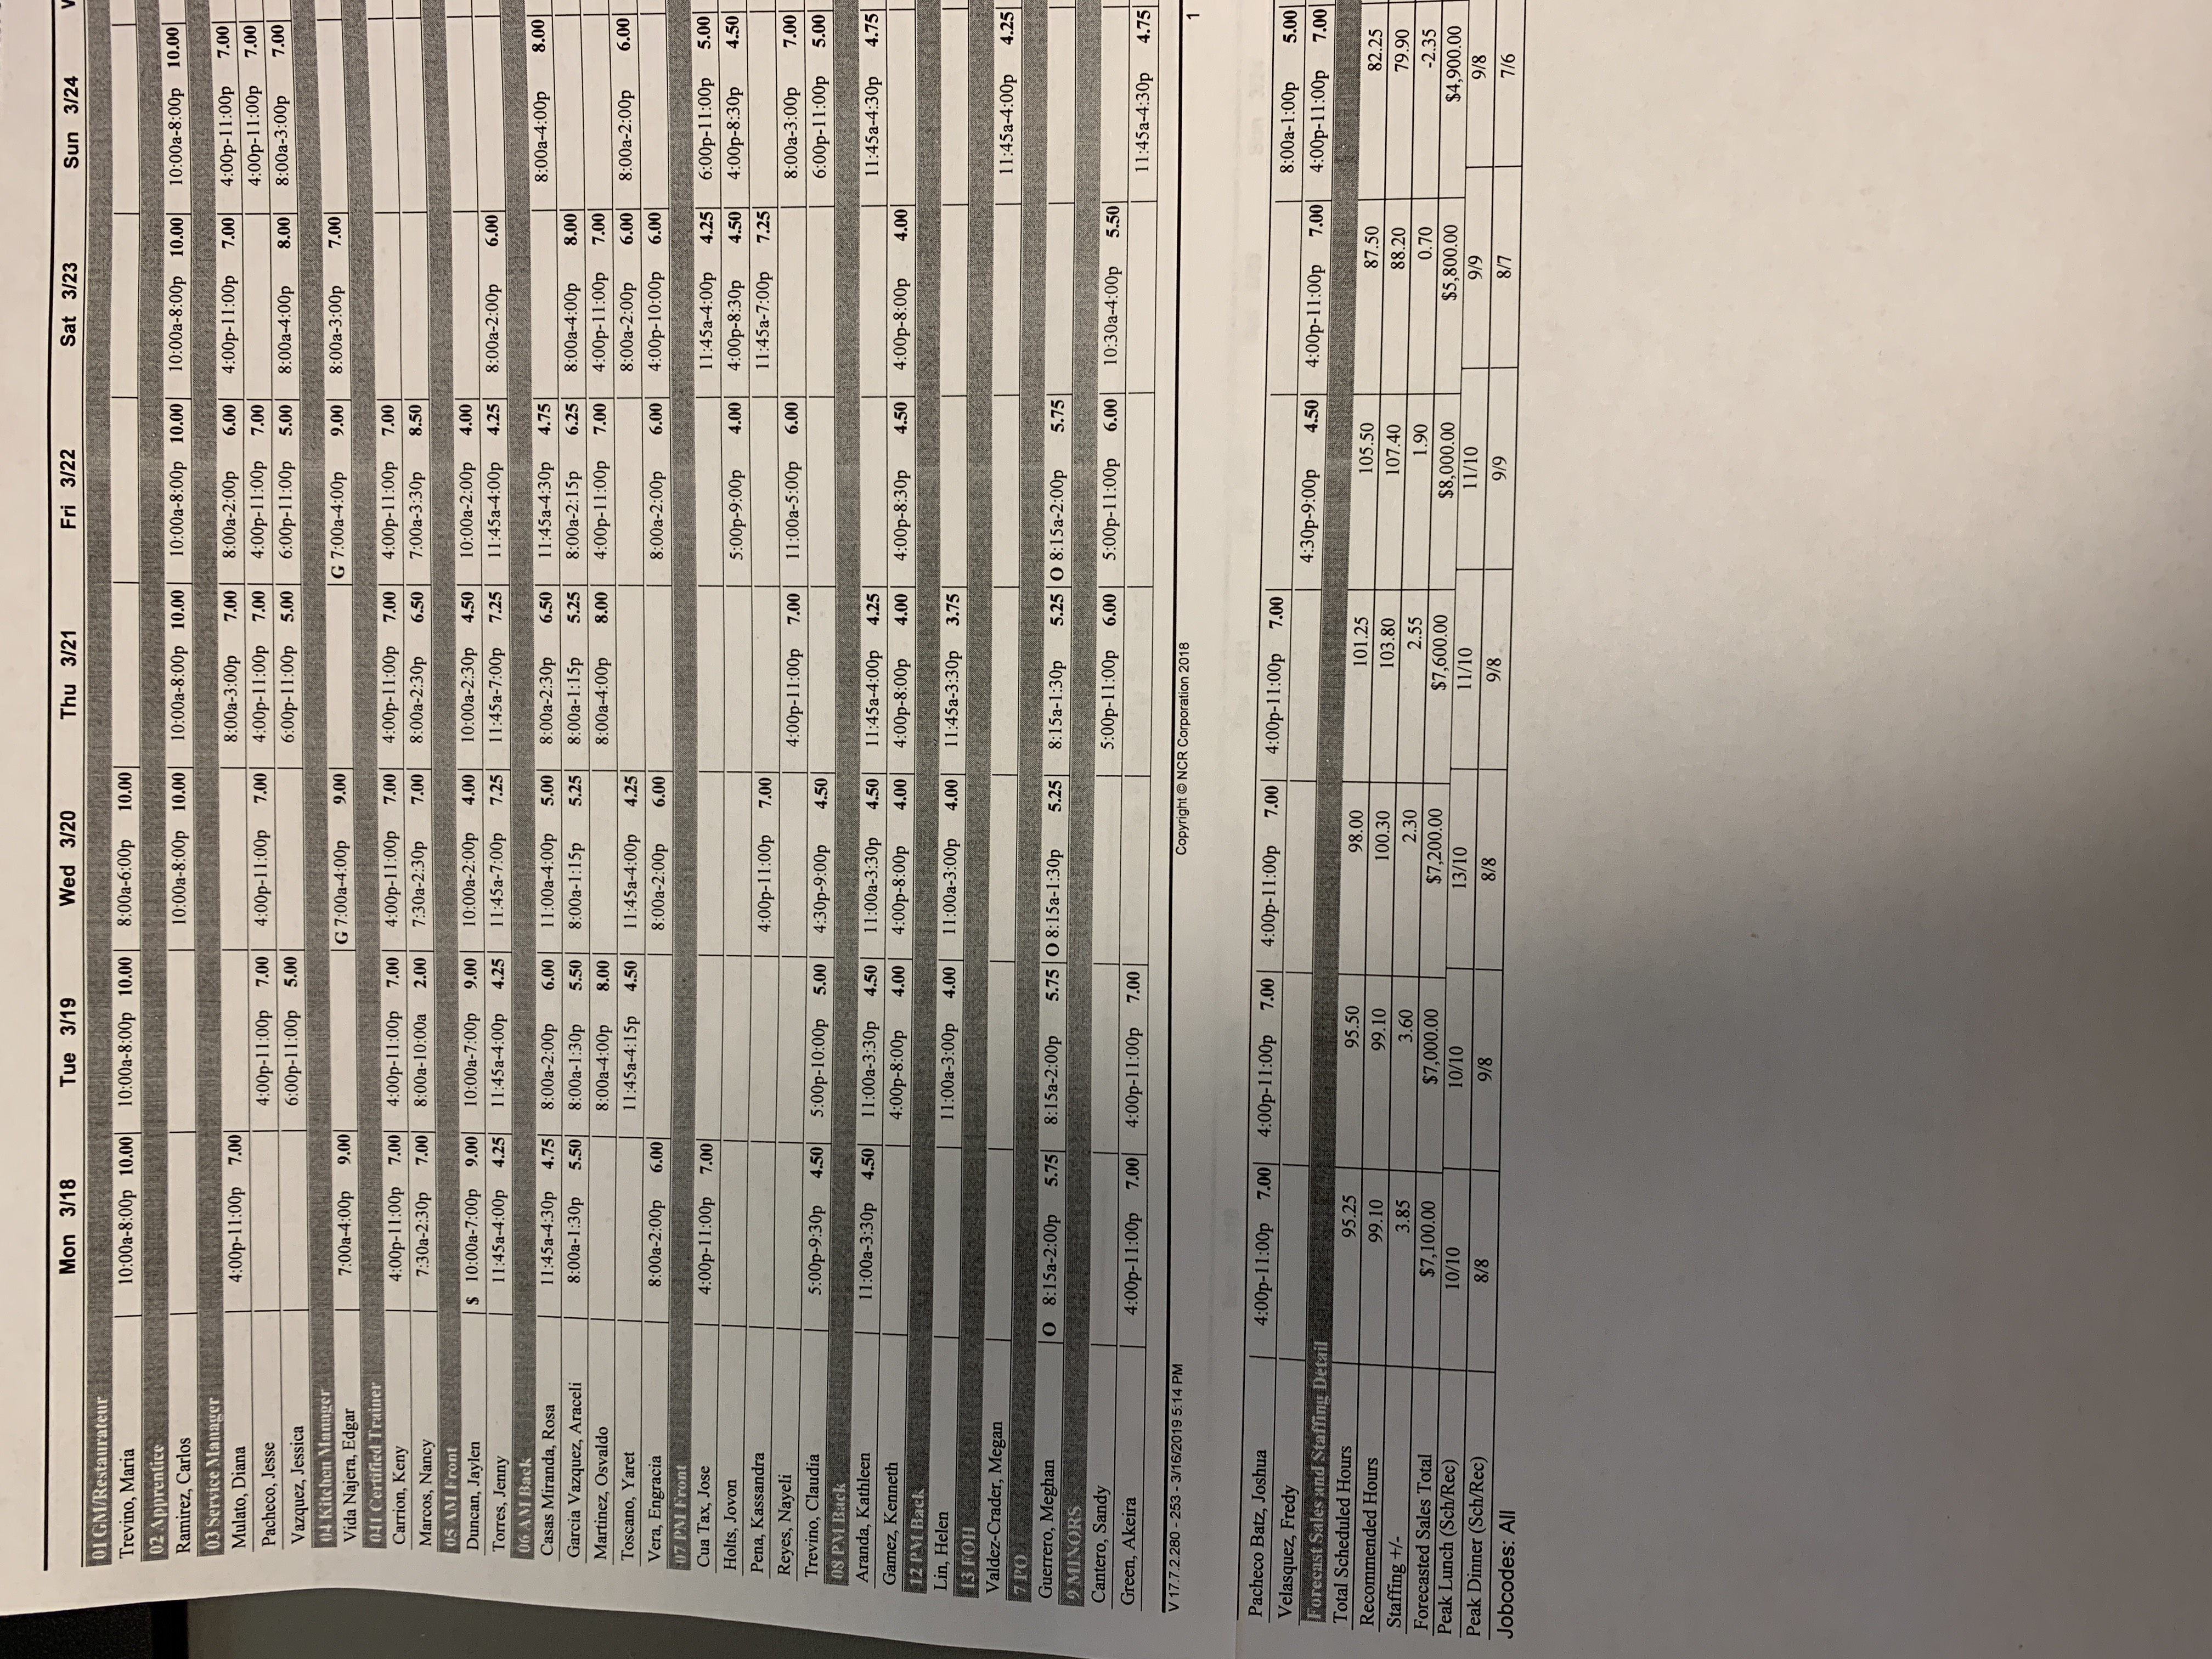 Mon 3/18 Tue 3/19 Wed 3/20 Thu 3/21 Fri 3/22 Sat 3/23 Sun 3/24
01 GM/Restaurateur
Trevino, Maria 10:00a-8:00p 10.00 10:00a-8:00p 10.00 8:00a-6:00p 10.00
02 Apprentice
Ramirez, Carlos 10:00a-8:00p 10.00 10:00a-8:00p 10.00 10:00a-8:00p 10.00 10:00a-8:00p 10.00 10:00a-8:00p 10.00
03 Service Manager
Mulato, Diana 4:00p-11:00p 7.00 8:00a-3:00p 7.00 8:00a-2:00p 6.00 4:00p-11:00p 7.00 4:00p-11:00p 7.00
Pacheco, Jesse 4:00p-11:00p 7.00 4:00p-11:00p 7.00 4:00p-11:00p 7.00 4:00p-11:00p 7.00 4:00p-11:00p 7.00
Vazquez, Jessica 6:00p-11:00p 5.00 6:00p-11:00p 5.00 6:00p-11:00p 5.00 8:00a-4:00p 8.00 8:00a-3:00p 7.00
04 Kitchen Manager
Vida Najera, Edgar 7:00a-4:00p 9.00 G 7:00a-4:00p 9.00 G 7:00a-4:00p 9.00 8:00a-3:00p 7.00
041 Certified Trainer
Carrion, Keny 4:00p-11:00p 7.00 4:00p-11:00p 7.00 4:00p-11:00p 7.00 4:00p-11:00p 7.00 4:00p-11:00p 7.00
Marcos, Nancy 7:30a-2:30p 7.00 8:00a-10:00a 2.00 7:30a-2:30p 7.00 8:00a-2:30p 6.50 7:00a-3:30p 8.50
05 AM Front
Duncan, Jaylen $ 10:00a-7:00p 9.00 10:00a-7:00p 9.00 10:00a-2:00p 4.00 10:00a-2:30p 4.50 10:00a-2:00p 4.00
Torres, Jenny 11:45a-4:00p 4.25 11:45a-4:00p 4.25 11:45a-7:00p 7.25 11:45a-7:00p 7.25 11:45a-4:00p 4.25 8:00a-2:00p 6.00
06 AM Back
Casas Miranda, Rosa 11:45a-4:30p 4.75 8:00a-2:00p 6.00 11:00a-4:00p 5.00 8:00a-2:30p 6.50 11:45a-4:30p 4.75 8:00a-4:00p 8.00
Garcia Vazquez, Araceli 8:00a-1:30p 5.50 8:00a-1:30p 5.50 8:00a-1:15p 5.25 8:00a-1:15p 5.25 8:00a-2:15p 6.25 8:00a-4:00p 8.00
Martinez, Osvaldo 8:00a-4:00p 8.00 8:00a-4:00p 8.00 4:00p-11:00p 7.00 4:00p-11:00p 7.00
Toscano, Yaret 11:45a-4:15p 4.50 11:45a-4:00p 4.25 8:00a-2:00p 6.00 8:00a-2:00p 6.00
Vera, Engracia 8:00a-2:00p 6.00 8:00a-2:00p 6.00 8:00a-2:00p 6.00 4:00p-10:00p 6.00
07 PM Front
Cua Tax, Jose 4:00p-11:00p 7.00 11:45a-4:00p 4.25 6:00p-11:00p 5.00
Holts, Jovon 5:00p-9:00p 4.00 4:00p-8:30p 4.50 4:00p-8:30p 4.50
Pena, Kassandra 4:00p-11:00p 7.00 11:45a-7:00p 7.25
Reyes, Nayeli 4:00p-11:00p 7.00 11:00a-5:00p 6.00 8:00a-3:00p 7.00
Trevino, Claudia 5:00p-9:30p 4.50 5:00p-10:00p 5.00 4:30p-9:00p 4.50 6:00p-11:00p 5.00
08 PM Back
Aranda, Kathleen 11:00a-3:30p 4.50 11:00a-3:30p 4.50 11:00a-3:30p 4.50 11:45a-4:00p 4.25 11:45a-4:30p 4.75
Gamez, Kenneth 4:00p-8:00p 4.00 4:00p-8:00p 4.00 4:00p-8:00p 4.00 4:00p-8:30p 4.50 4:00p-8:00p 4.00
12 PM Back
Lin, Helen 11:00a-3:00p 4.00 11:00a-3:00p 4.00 11:45a-3:30p 3.75
13 FOH
Valdez-Crader, Megan 11:45a-4:00p 4.25
7 PO
Guerrero, Meghan O 8:15a-2:00p 5.75 8:15a-2:00p 5.75 O 8:15a-1:30p 5.25 8:15a-1:30p 5.25 O 8:15a-2:00p 5.75
9 MINORS
Cantero, Sandy 5:00p-11:00p 6.00 5:00p-11:00p 6.00 10:30a-4:00p 5.50
Green, Akeira 4:00p-11:00p 7.00 4:00p-11:00p 7.00 11:45a-4:30p 4.75
V 17.7.2.280 - 253 - 3/16/2019 5:14 PM Copyright © NCR Corporation 2018 1
Pacheco Batz, Joshua 4:00p-11:00p 7.00 4:00p-11:00p 7.00 4:00p-11:00p 7.00 4:00p-11:00p 7.00 8:00a-1:00p 5.00
Velasquez, Fredy 4:30p-9:00p 4.50 4:00p-11:00p 7.00 4:00p-11:00p 7.00
Forecast Sales and Staffing Detail
Total Scheduled Hours 95.25 95.50 98.00 101.25 105.50 87.50 82.25
Recommended Hours 99.10 99.10 100.30 103.80 107.40 88.20 79.90
Staffing +/- 3.85 3.60 2.30 2.55 1.90 0.70 -2.35
Forecasted Sales Total $7,100.00 $7,000.00 $7,200.00 $7,600.00 $8,000.00 $5,800.00 $4,900.00
Peak Lunch (Sch/Rec) 10/10 10/10 13/10 11/10 11/10 9/9 9/8
Peak Dinner (Sch/Rec) 8/8 9/8 8/8 9/8 9/9 8/7 7/6
Jobcodes: All